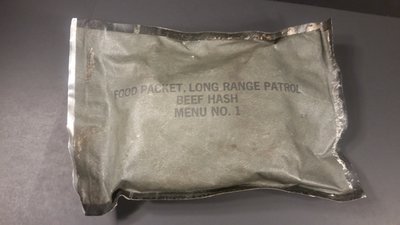 FOOD PACKET, LONG RANGE PATROL
BEEF HASH
MENU NO. 1